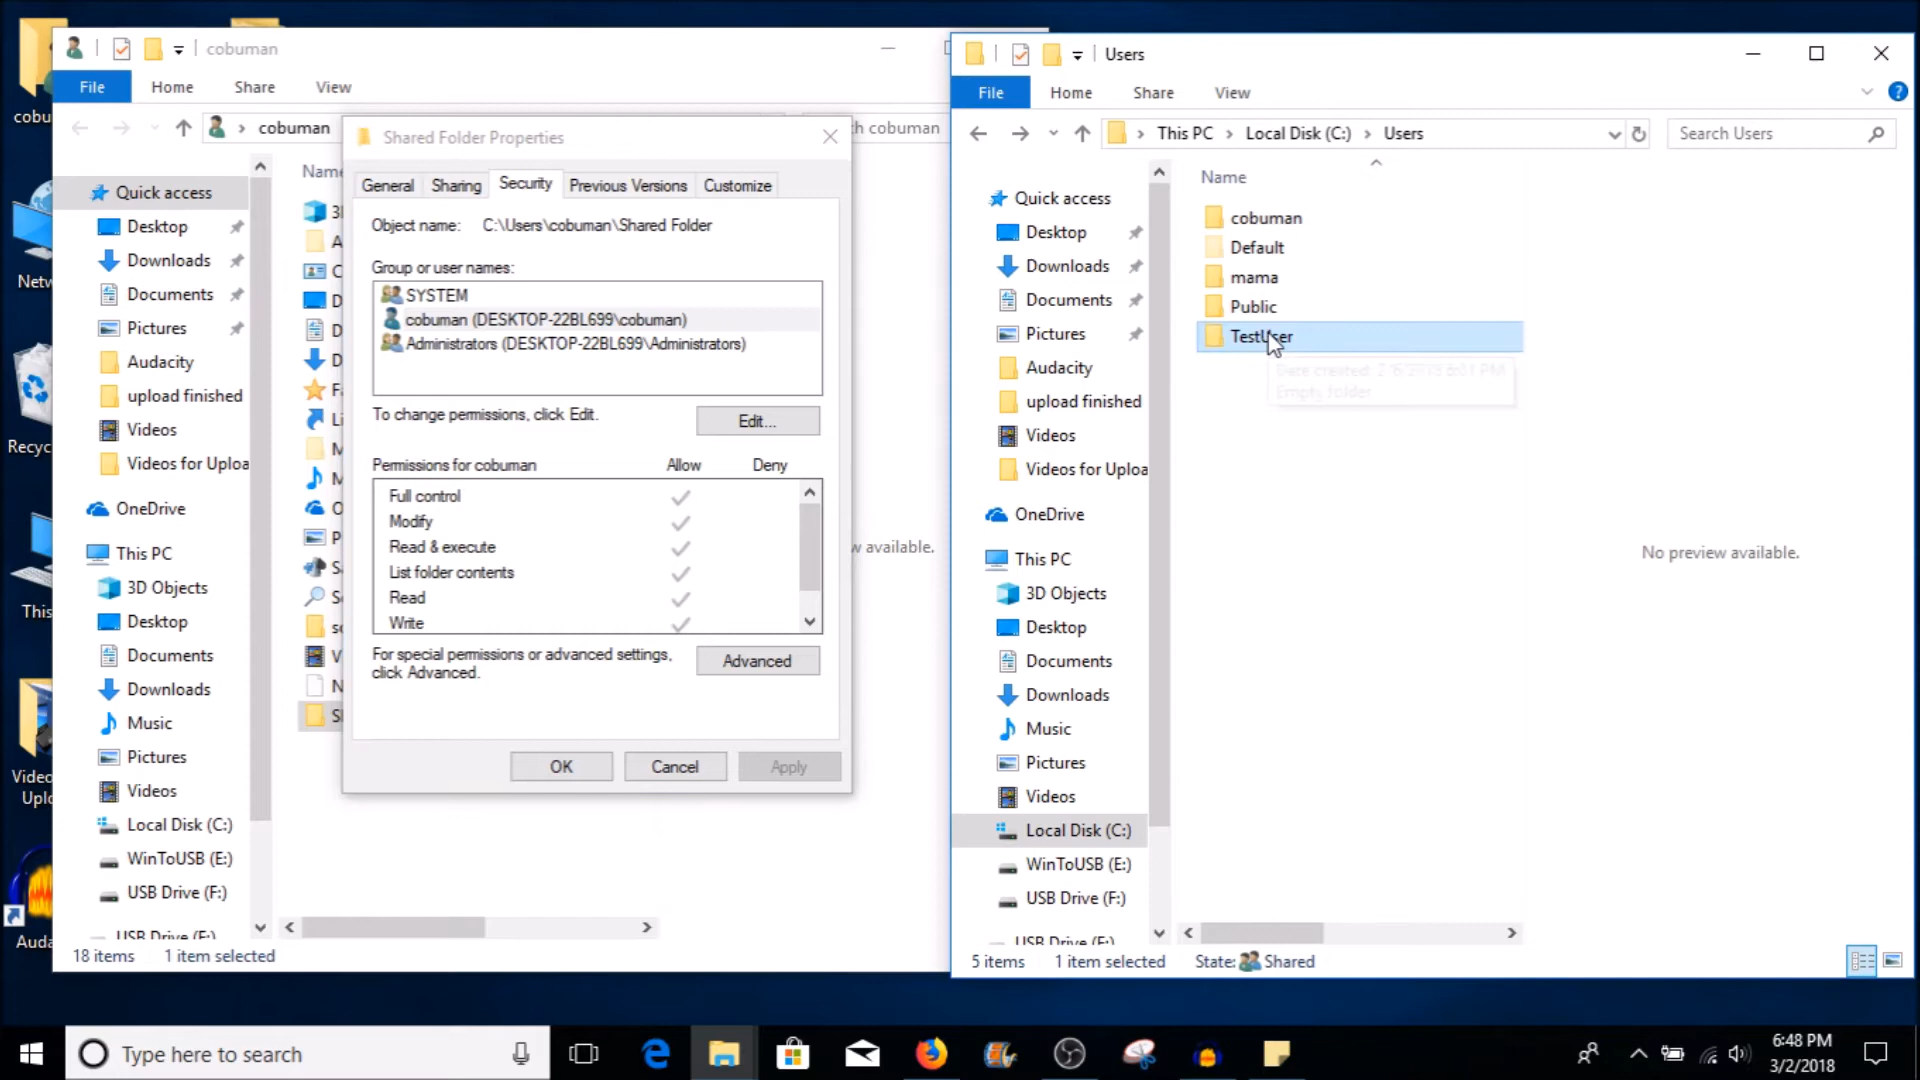 cobuman
File
Home
Share
View
cobuman
ch cobuman
Quick access
Desktop
Downloads
Documents
Pictures
Audacity
upload finished
Videos
Videos for Uploa
OneDrive
This PC
3D Objects
Desktop
Documents
Downloads
Music
Pictures
Videos
Local Disk (C:)
WinToUSB (E:)
USB Drive (F:)
USB Drive (F:)
18 items
1 item selected
w available.
Shared Folder Properties
General
Sharing
Security
Previous Versions
Customize
Object name: C:\Users\cobuman\Shared Folder
Group or user names:
SYSTEM
cobuman (DESKTOP-22BL699\cobuman)
Administrators (DESKTOP-22BL699\Administrators)
To change permissions, click Edit.
Edit...
Permissions for cobuman
Allow
Deny
Full control
Modify
Read & execute
List folder contents
Read
Write
For special permissions or advanced settings,
click Advanced.
Advanced
OK
Cancel
Apply
Users
File
Home
Share
View
This PC
Local Disk (C:)
Users
Search Users
Quick access
Desktop
Downloads
Documents
Pictures
Audacity
upload finished
Videos
Videos for Uploa
OneDrive
This PC
3D Objects
Desktop
Documents
Downloads
Music
Pictures
Videos
Local Disk (C:)
WinToUSB (E:)
USB Drive (F:)
USB Drive (F:)
Name
cobuman
Default
mama
Public
TestUser
Empty folder
No preview available.
5 items
1 item selected
State: Shared
Type here to search
6:48 PM
3/2/2018